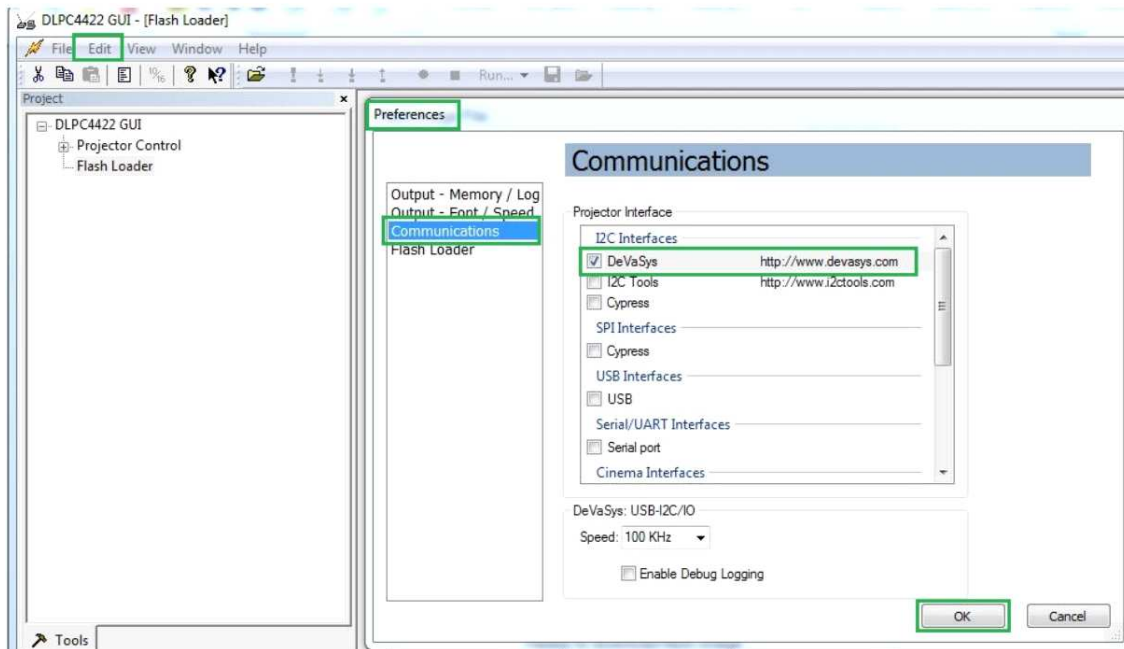 DLPC4422 GUI - [Flash Loader]
File Edit View Window Help
Run...
Project
x
DLPC4422 GUI
Projector Control
Flash Loader
Tools
Preferences
Output - Memory / Log
Output - Font / Speed
Communications
Flash Loader
Communications
Projector Interface
I2C Interfaces
DeVaSys http://www.devasys.com
I2C Tools http://www.i2ctools.com
Cypress
SPI Interfaces
Cypress
USB Interfaces
USB
Serial/UART Interfaces
Serial port
Cinema Interfaces
DeVaSys: USB-I2C/IO
Speed: 100 KHz
Enable Debug Logging
OK Cancel